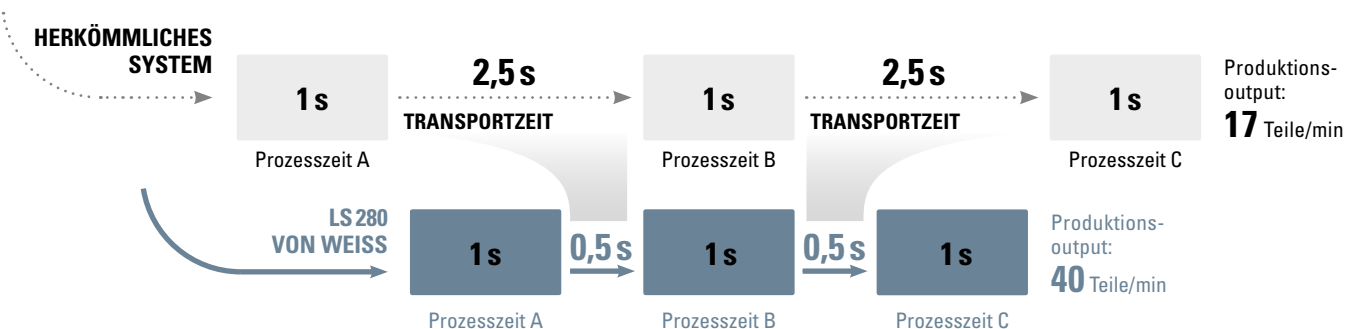 HERKÖMMLICHES
SYSTEM
1 s
2,5 s
TRANSPORTZEIT
1 s
2,5 s
TRANSPORTZEIT
1 s
Prozesszeit A
Prozesszeit B
Prozesszeit C
Produktions-
output:
17 Teile/min
LS 280
VON WEISS
1 s
0,5 s
1 s
0,5 s
1 s
Prozesszeit A
Prozesszeit B
Prozesszeit C
Produktions-
output:
40 Teile/min